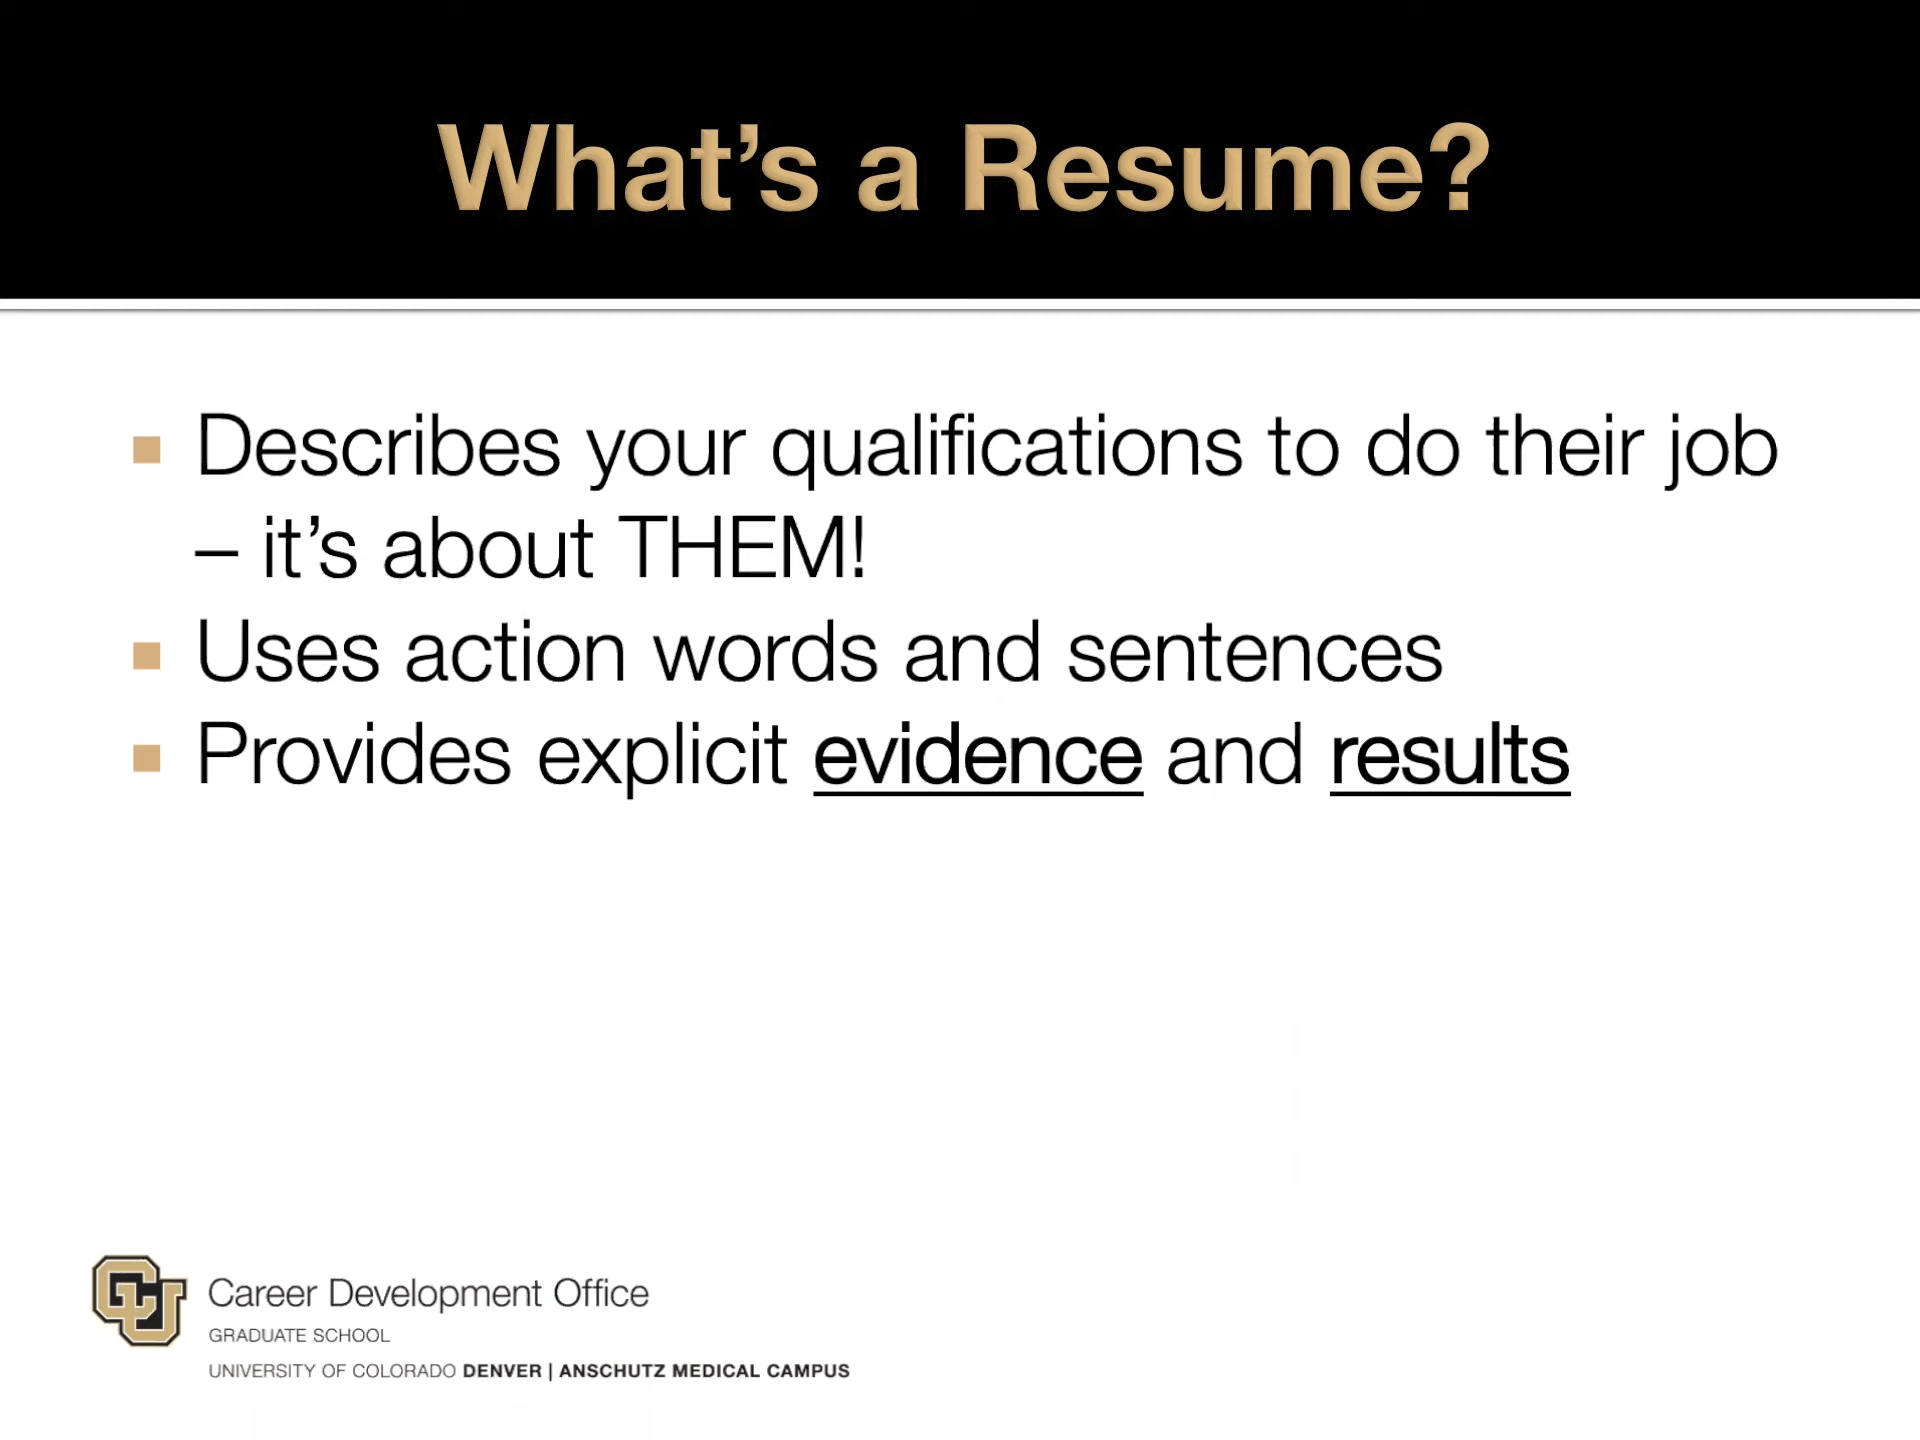 What’s a Resume?
Describes your qualifications to do their job
– it’s about THEM!
Uses action words and sentences
Provides explicit evidence and results
CU
Career Development Office
GRADUATE SCHOOL
UNIVERSITY OF COLORADO DENVER | ANSCHUTZ MEDICAL CAMPUS